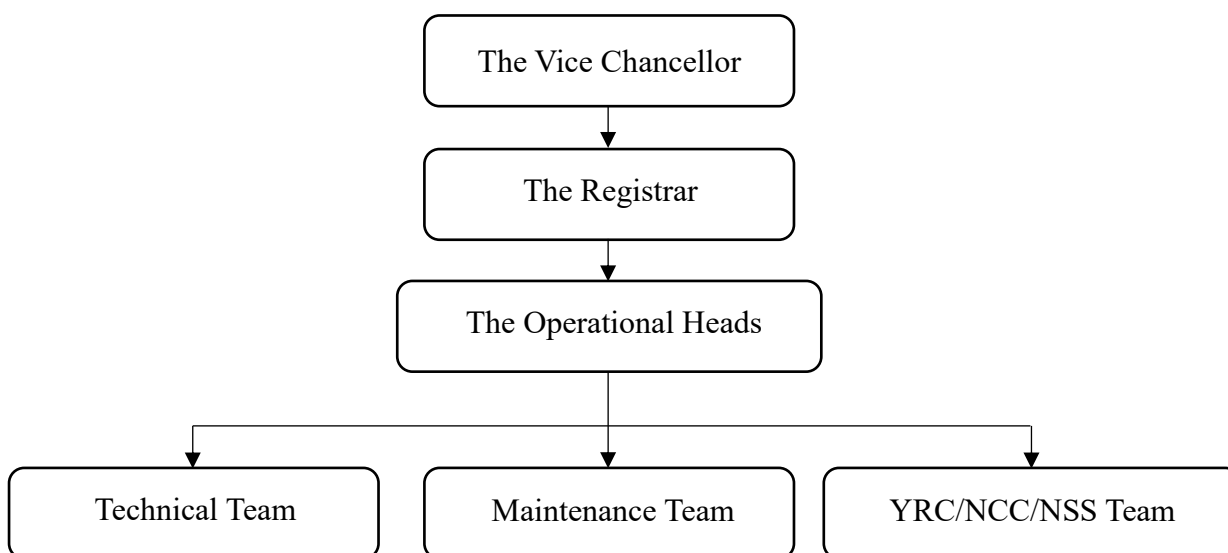 The Vice Chancellor
The Registrar
The Operational Heads
Technical Team
Maintenance Team
YRC/NCC/NSS Team